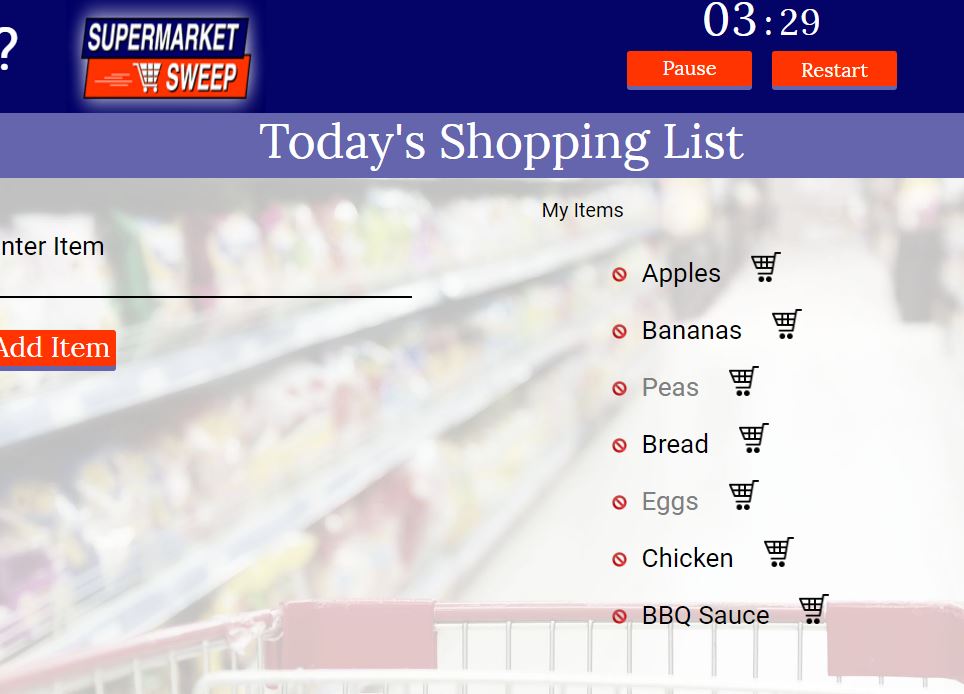 ?
SUPERMARKET
SWEEP
03:29
Pause
Restart
Today's Shopping List
My Items
nter Item
Add Item
Apples
Bananas
Peas
Bread
Eggs
Chicken
BBQ Sauce